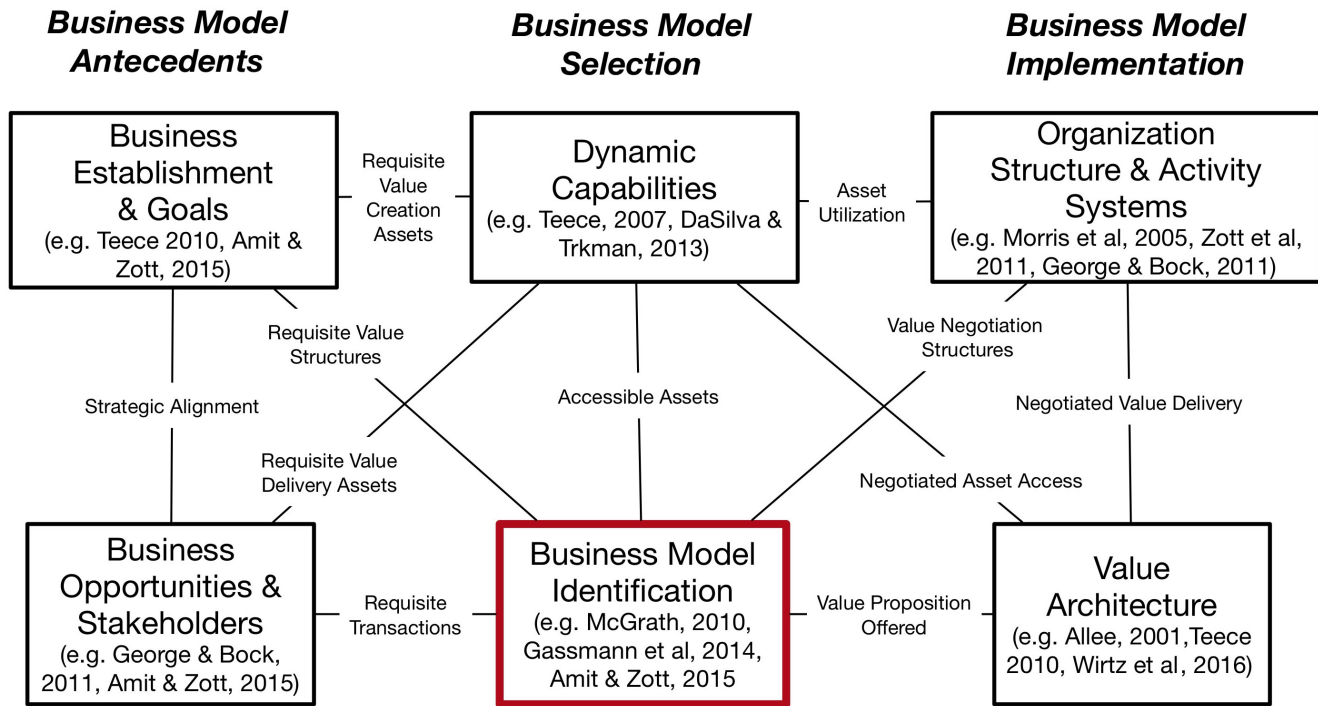 Business Model
Antecedents
Business Model
Selection
Business Model
Implementation
Business
Establishment
& Goals
(e.g. Teece 2010, Amit &
Zott, 2015)
Requisite
Value
Creation
Assets
Dynamic
Capabilities
(e.g. Teece, 2007, DaSilva &
Trkman, 2013)
Asset
Utilization
Organization
Structure & Activity
Systems
(e.g. Morris et al, 2005, Zott et al,
2011, George & Bock, 2011)
Requisite Value
Structures
Value Negotiation
Structures
Strategic Alignment
Accessible Assets
Negotiated Value Delivery
Requisite Value
Delivery Assets
Negotiated Asset Access
Business
Opportunities &
Stakeholders
(e.g. George & Bock,
2011, Amit & Zott, 2015)
Requisite
Transactions
Business Model
Identification
(e.g. McGrath, 2010,
Gassmann et al, 2014,
Amit & Zott, 2015
Value Proposition
Offered
Value
Architecture
(e.g. Allee, 2001,Teece
2010, Wirtz et al, 2016)